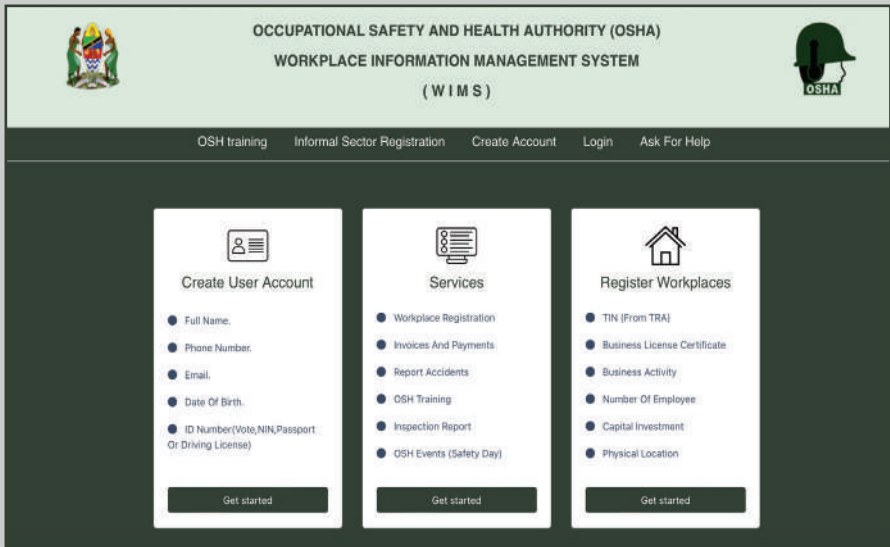 OCCUPATIONAL SAFETY AND HEALTH AUTHORITY (OSHA)
WORKPLACE INFORMATION MANAGEMENT SYSTEM
( W I M S )
OSHA
OSH training Informal Sector Registration Create Account Login Ask For Help
Create User Account
Full Name.
Phone Number.
Email.
Date Of Birth.
ID Number(Vote,NIN,Passport
Or Driving License)
Get started
Services
Workplace Registration
Invoices And Payments
Report Accidents
OSH Training
Inspection Report
OSH Events (Safety Day)
Get started
Register Workplaces
TIN (From TRA)
Business License Certificate
Business Activity
Number Of Employee
Capital Investment
Physical Location
Get started